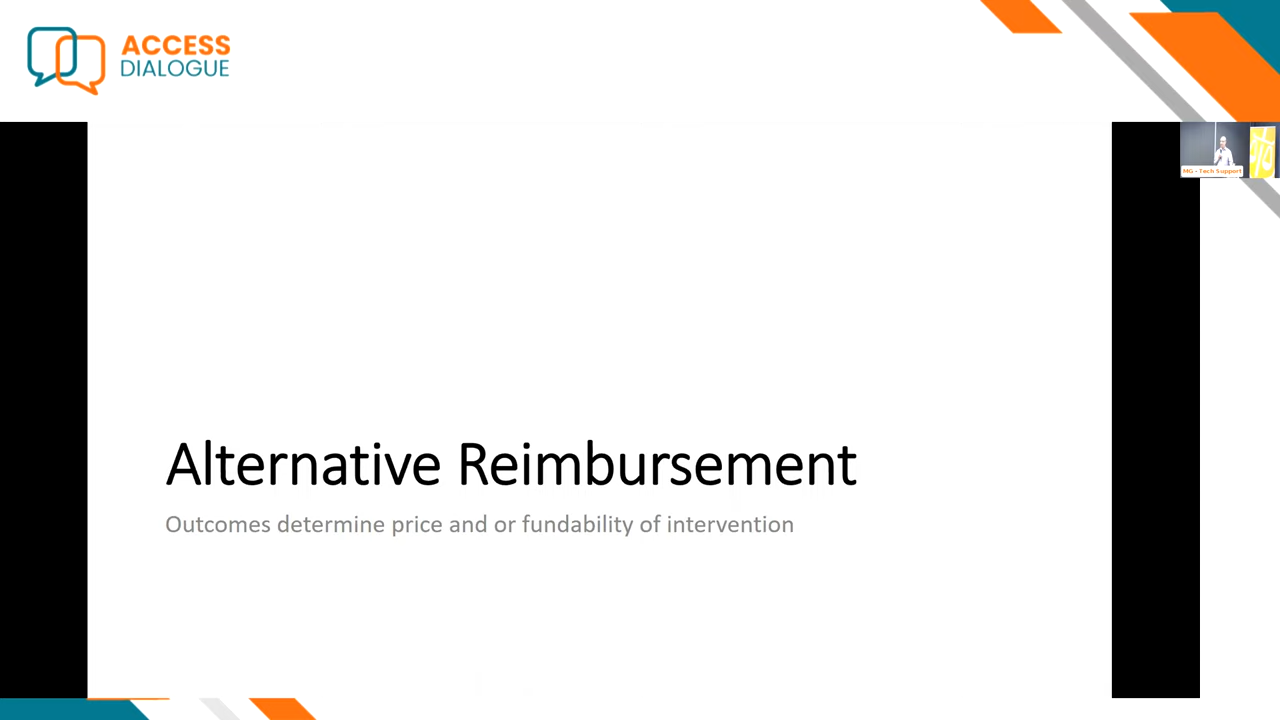 ACCESS
DIALOGUE
MG - Tech Support
Alternative Reimbursement
Outcomes determine price and or fundability of intervention